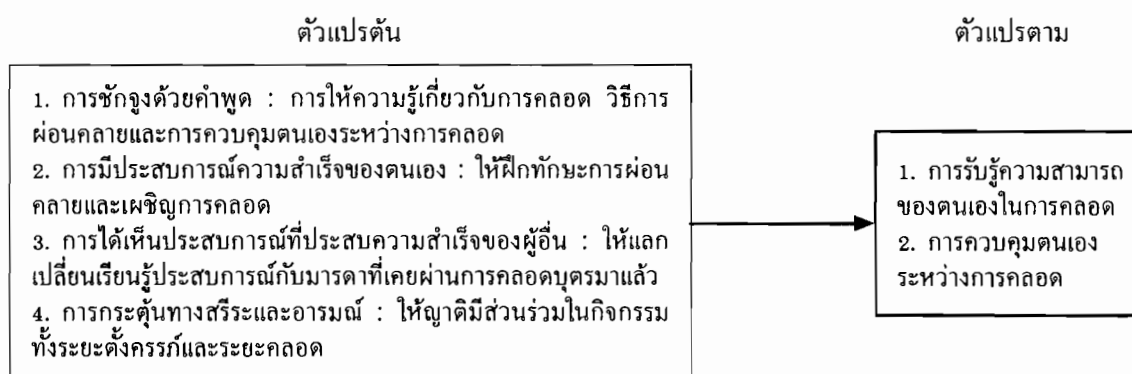 ตัวแปรต้น
ตัวแปรตาม
1. การชักจูงด้วยคำพูด : การให้ความรู้เกี่ยวกับการคลอด วิธีการ
ผ่อนคลายและการควบคุมตนเองระหว่างการคลอด
2. การมีประสบการณ์ความสำเร็จของตนเอง : ให้ฝึกทักษะการผ่อน
คลายและเผชิญการคลอด
3. การได้เห็นประสบการณ์ที่ประสบความสำเร็จของผู้อื่น : ให้แลก
เปลี่ยนเรียนรู้ประสบการณ์กับมารดาที่เคยผ่านการคลอดบุตรมาแล้ว
4. การกระตุ้นทางสรีระและอารมณ์ : ให้ญาติมีส่วนร่วมในกิจกรรม
ทั้งระยะตั้งครรภ์และระยะคลอด
1. การรับรู้ความสามารถ
ของตนเองในการคลอด
2. การควบคุมตนเอง
ระหว่างการคลอด